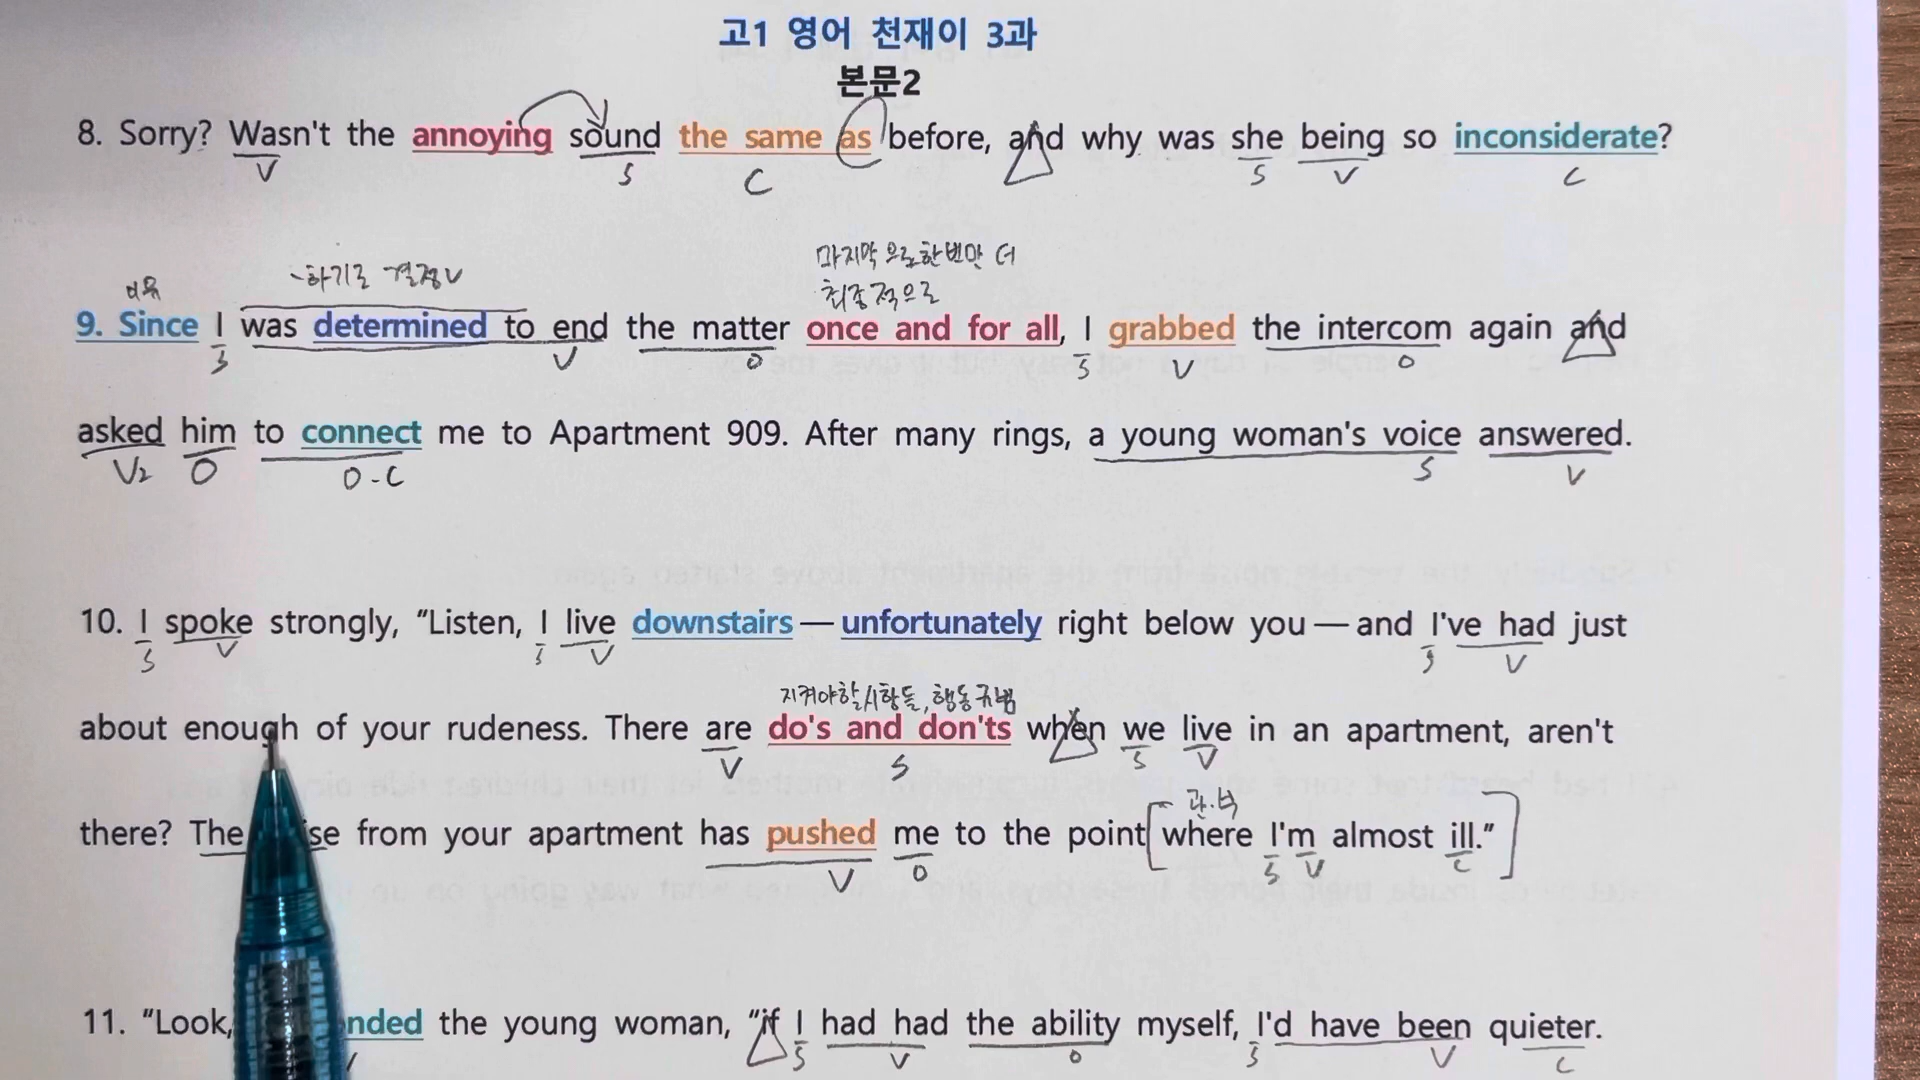 고1 영어 천재이 3과
본문2
8. Sorry? Wasn't the annoying sound the same as before, and why was she being so inconsiderate?
V S C S V C
마지막으로 한번만 더
이유 ~하기로 결정 최종적으로
9. Since I was determined to end the matter once and for all, I grabbed the intercom again and
S V O S V O
asked him to connect me to Apartment 909. After many rings, a young woman's voice answered.
V2 O O-C S V
10. I spoke strongly, “Listen, I live downstairs — unfortunately right below you — and I've had just
S V S V S V
지켜야할 사항들, 행동규범
about enough of your rudeness. There are do's and don'ts when we live in an apartment, aren't
V S S V
관.부
there? The se from your apartment has pushed me to the point where I'm almost ill.”
V O S V C
11. “Look, nded the young woman, “if I had had the ability myself, I'd have been quieter.
S V O S V C